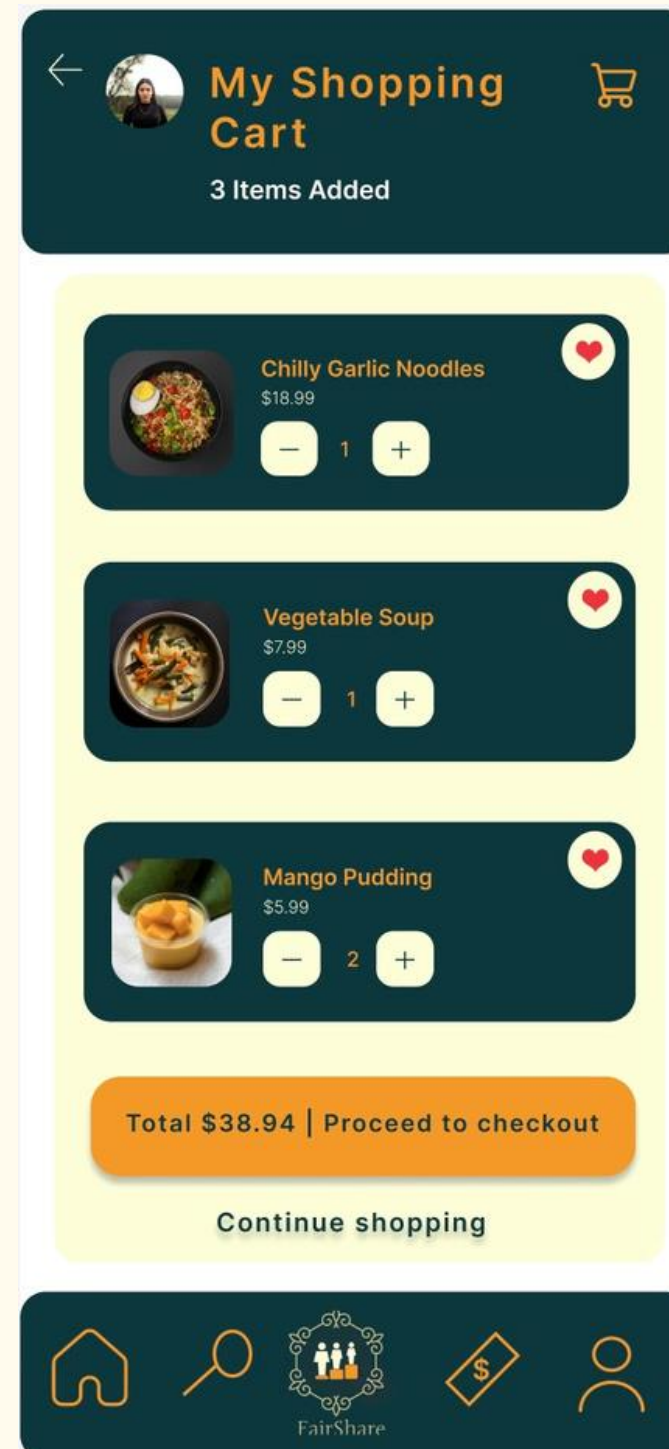 My Shopping
Cart
3 Items Added
Chilly Garlic Noodles
$18.99
− 1 +
Vegetable Soup
$7.99
− 1 +
Mango Pudding
$5.99
− 2 +
Total $38.94 | Proceed to checkout
Continue shopping
$
FairShare